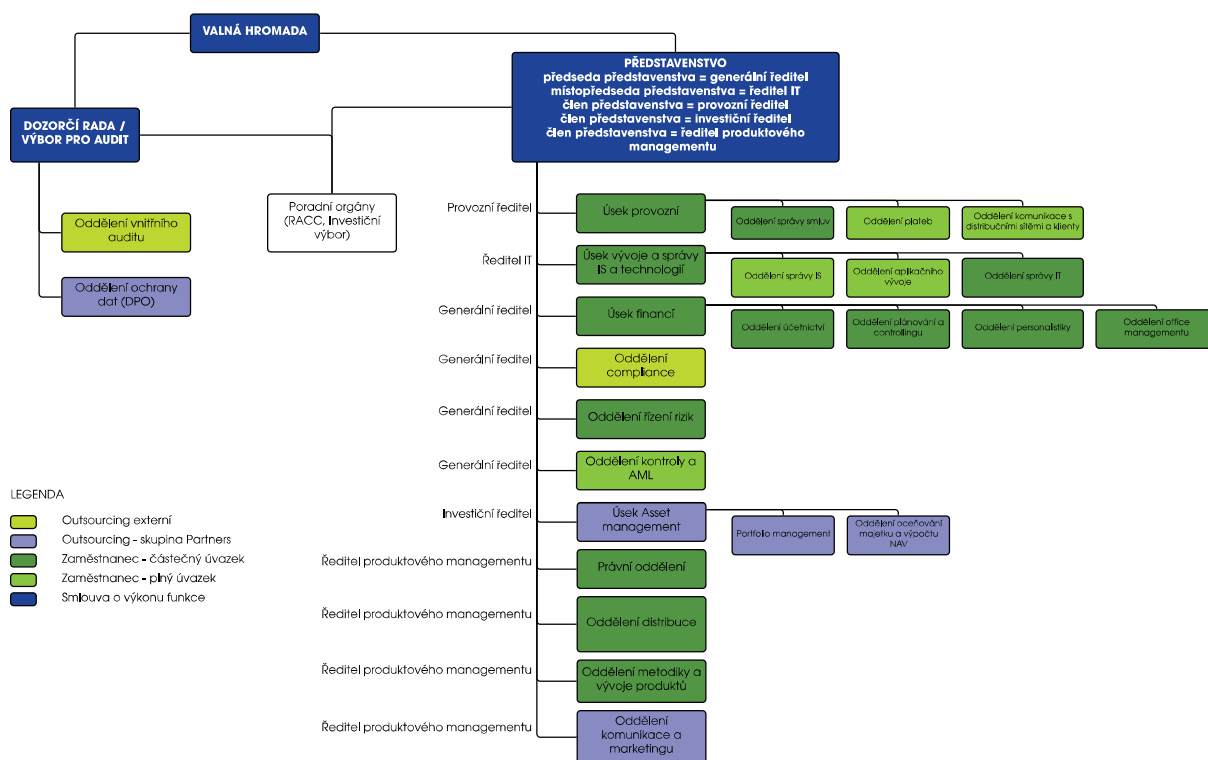 VALNÁ HROMADA
PŘEDSTAVENSTVO
předseda představenstva = generální ředitel
místopředseda představenstva = ředitel IT
člen představenstva = provozní ředitel
člen představenstva = investiční ředitel
člen představenstva = ředitel produktového
managementu
DOZORČÍ RADA /
VÝBOR PRO AUDIT
Oddělení vnitřního
auditu
Oddělení ochrany
dat (DPO)
Poradní orgány
(RACC, Investiční
výbor)
Provozní ředitel
Úsek provozní
Oddělení správy smluv
Oddělení plateb
Oddělení komunikace s
distribučními sítěmi a klienty
Ředitel IT
Úsek vývoje a správy
IS a technologií
Oddělení správy IS
Oddělení aplikačního
vývoje
Oddělení správy IT
Generální ředitel
Úsek financí
Oddělení účetnictví
Oddělení plánování a
controllingu
Oddělení personalistiky
Oddělení office
managementu
Generální ředitel
Oddělení
compliance
Generální ředitel
Oddělení řízení rizik
Generální ředitel
Oddělení kontroly a
AML
Investiční ředitel
Úsek Asset
management
Portfolio management
Oddělení oceňování
majetku a výpočtu
NAV
Ředitel produktového managementu
Právní oddělení
Ředitel produktového managementu
Oddělení distribuce
Ředitel produktového managementu
Oddělení metodiky a
vývoje produktů
Ředitel produktového managementu
Oddělení
komunikace a
marketingu
LEGENDA
Outsourcing externí
Outsourcing - skupina Partners
Zaměstnanec - částečný úvazek
Zaměstnanec - plný úvazek
Smlouva o výkonu funkce